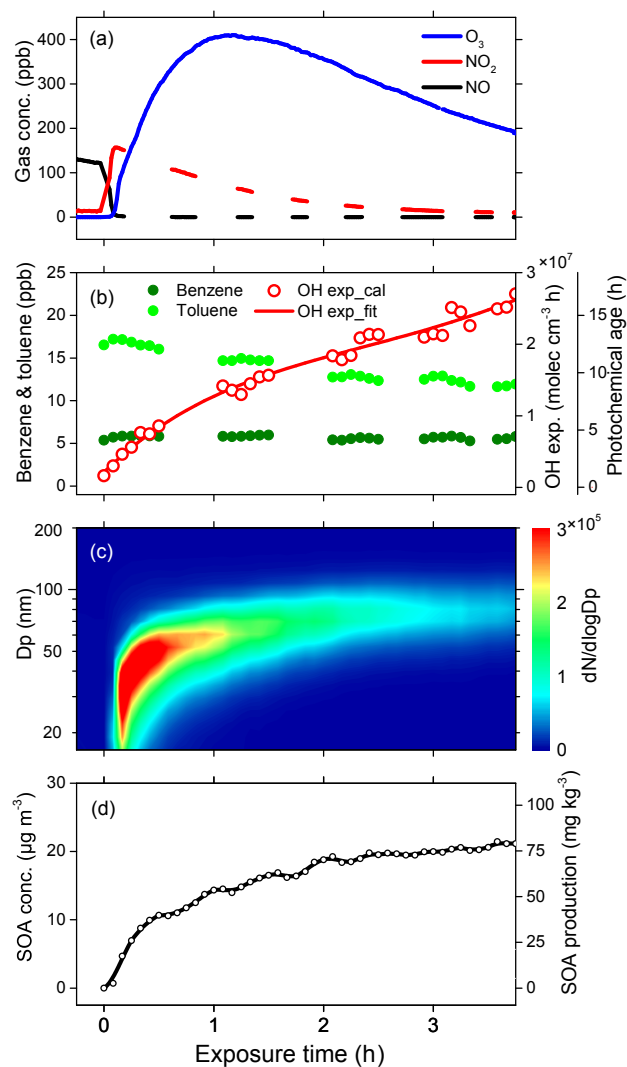 (a)
O3
NO2
NO
400
300
200
100
0
Gas conc. (ppb)
(b)
Benzene
Toluene
OH exp_cal
OH exp_fit
25
20
15
10
5
0
Benzene & toluene (ppb)
3×10^7
2
1
0
OH exp. (molec cm-3 h)
15
10
5
0
Photochemical age (h)
(c)
200
100
50
20
Dp (nm)
3×10^5
2
1
0
dN/dlogDp
(d)
30
20
10
0
SOA conc. (μg m-3)
100
75
50
25
0
SOA production (mg kg-3)
0
1
2
3
Exposure time (h)